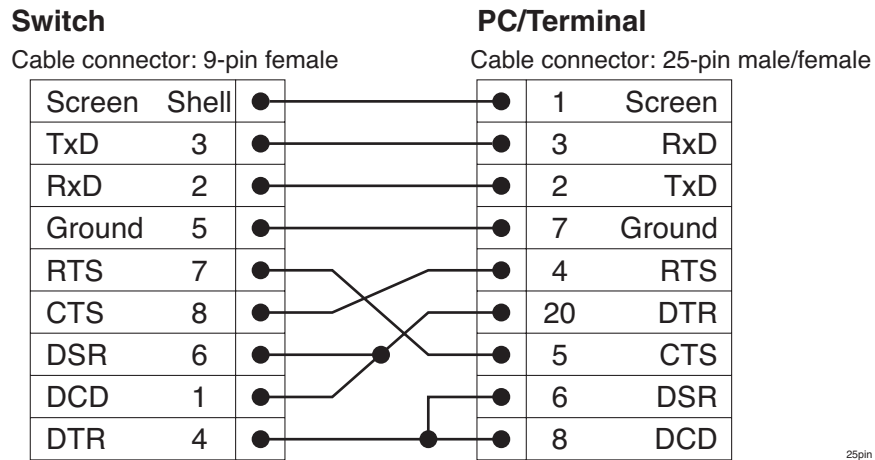 Switch PC/Terminal
Cable connector: 9-pin female Cable connector: 25-pin male/female
Screen Shell 1 Screen
TxD 3 3 RxD
RxD 2 2 TxD
Ground 5 7 Ground
RTS 7 4 RTS
CTS 8 20 DTR
DSR 6 5 CTS
DCD 1 6 DSR
DTR 4 8 DCD
25pin